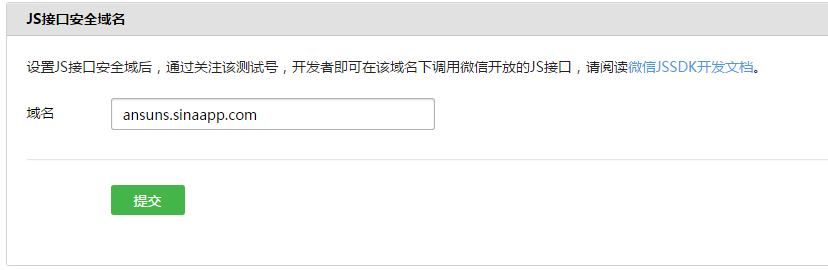 JS接口安全域名
设置JS接口安全域后，通过关注该测试号，开发者即可在该域名下调用微信开放的JS接口，请阅读微信JSSDK开发文档。
域名
ansuns.sinaapp.com
提交